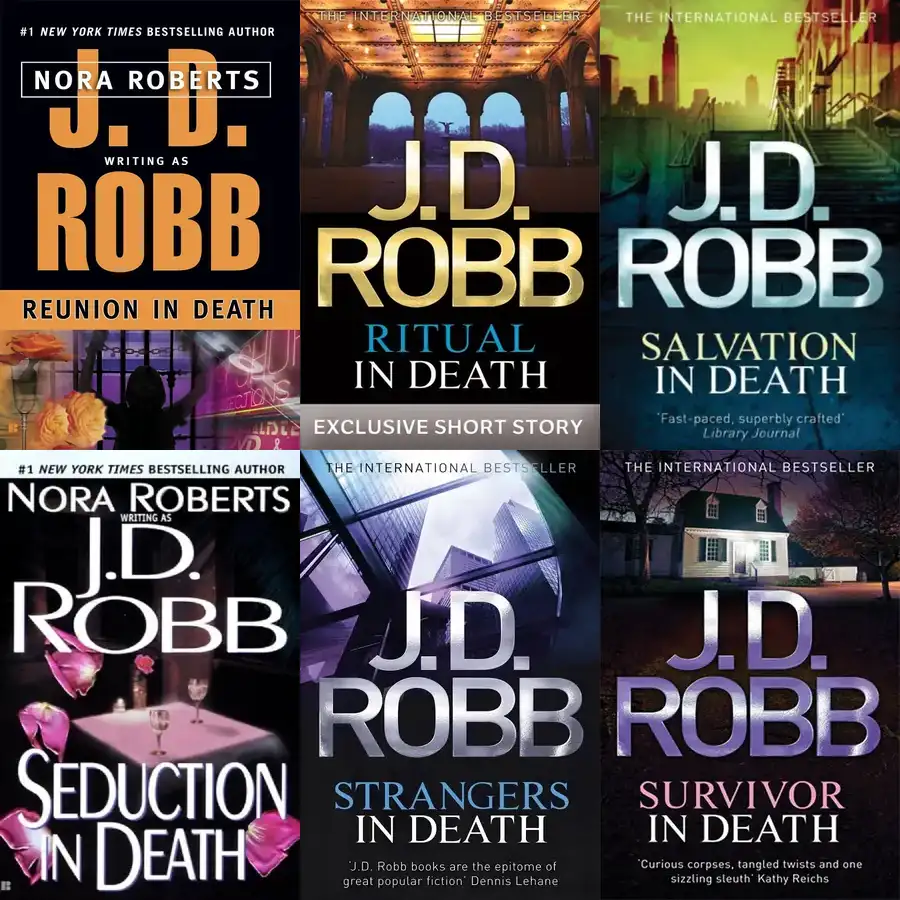 #1 NEW YORK TIMES BESTSELLING AUTHOR
NORA ROBERTS
J. D.
WRITING AS
ROBB
REUNION IN DEATH
THE INTERNATIONAL BESTSELLER
J.D.
ROBB
RITUAL
IN DEATH
EXCLUSIVE SHORT STORY
THE INTERNATIONAL BESTSELLER
J.D.
ROBB
SALVATION
IN DEATH
'Fast-paced, superbly crafted'
Library Journal
#1 NEW YORK TIMES BESTSELLING AUTHOR
NORA ROBERTS
WRITING AS
J.D.
ROBB
SEDUCTION
IN DEATH
THE INTERNATIONAL BESTSELLER
J.D.
ROBB
STRANGERS
IN DEATH
'J.D. Robb books are the epitome of
great popular fiction' Dennis Lehane
THE INTERNATIONAL BESTSELLER
J.D.
ROBB
SURVIVOR
IN DEATH
'Curious corpses, tangled twists and one
sizzling sleuth' Kathy Reichs